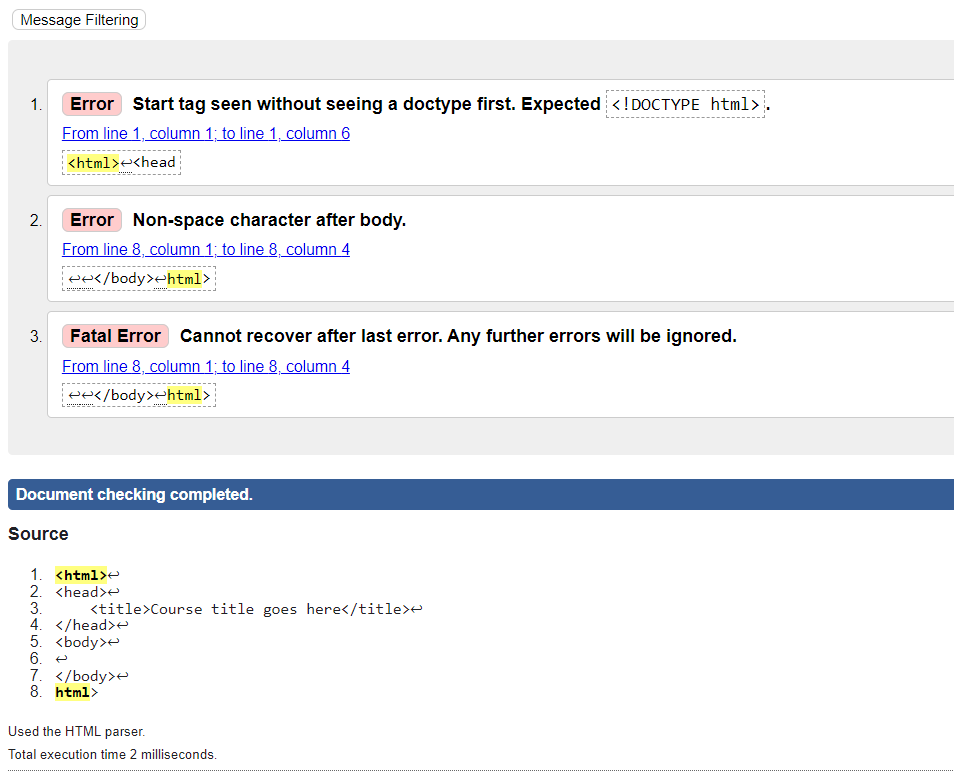 Message Filtering
1. Error Start tag seen without seeing a doctype first. Expected <!DOCTYPE html>.
From line 1, column 1; to line 1, column 6
<html>↩<head
2. Error Non-space character after body.
From line 8, column 1; to line 8, column 4
↩↩</body>↩html>
3. Fatal Error Cannot recover after last error. Any further errors will be ignored.
From line 8, column 1; to line 8, column 4
↩↩</body>↩html>
Document checking completed.
Source
1. <html>↩
2. <head>↩
3.     <title>Course title goes here</title>↩
4. </head>↩
5. <body>↩
6. ↩
7. </body>↩
8. html>
Used the HTML parser.
Total execution time 2 milliseconds.